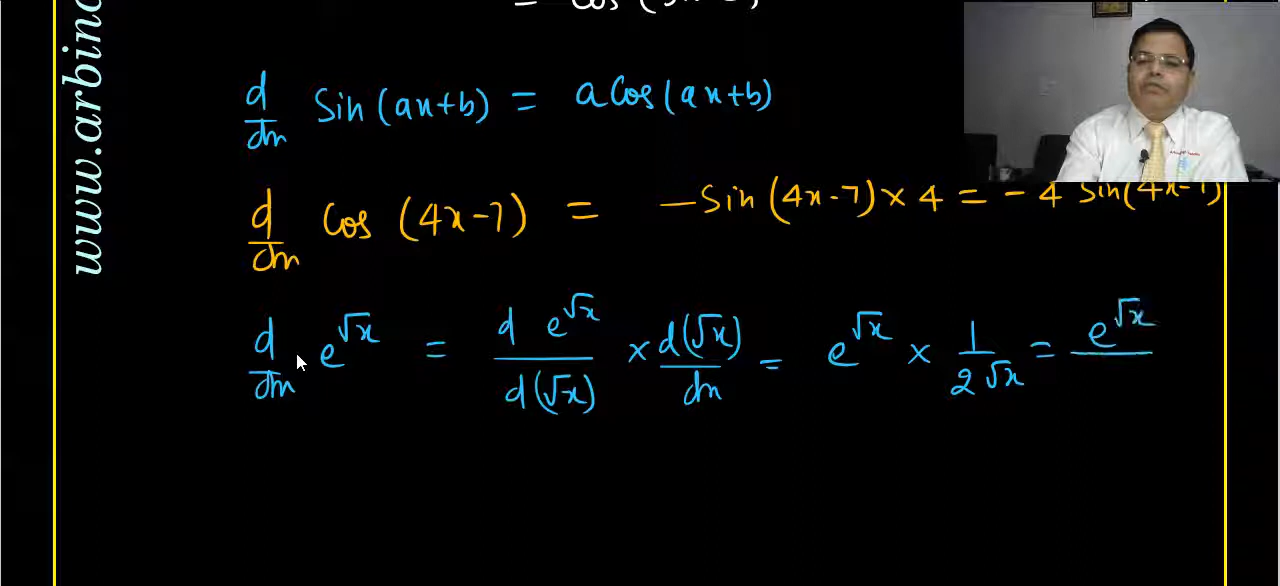 = cos (
www.arbind
d/dx Sin (ax+b) = a Cos (ax+b)
d/dx Cos (4x-7) = -Sin (4x-7) × 4 = -4 Sin(4x-7)
d/dx e^√x = d e^√x / d(√x) × d(√x)/dx = e^√x × 1/2√x = e^√x